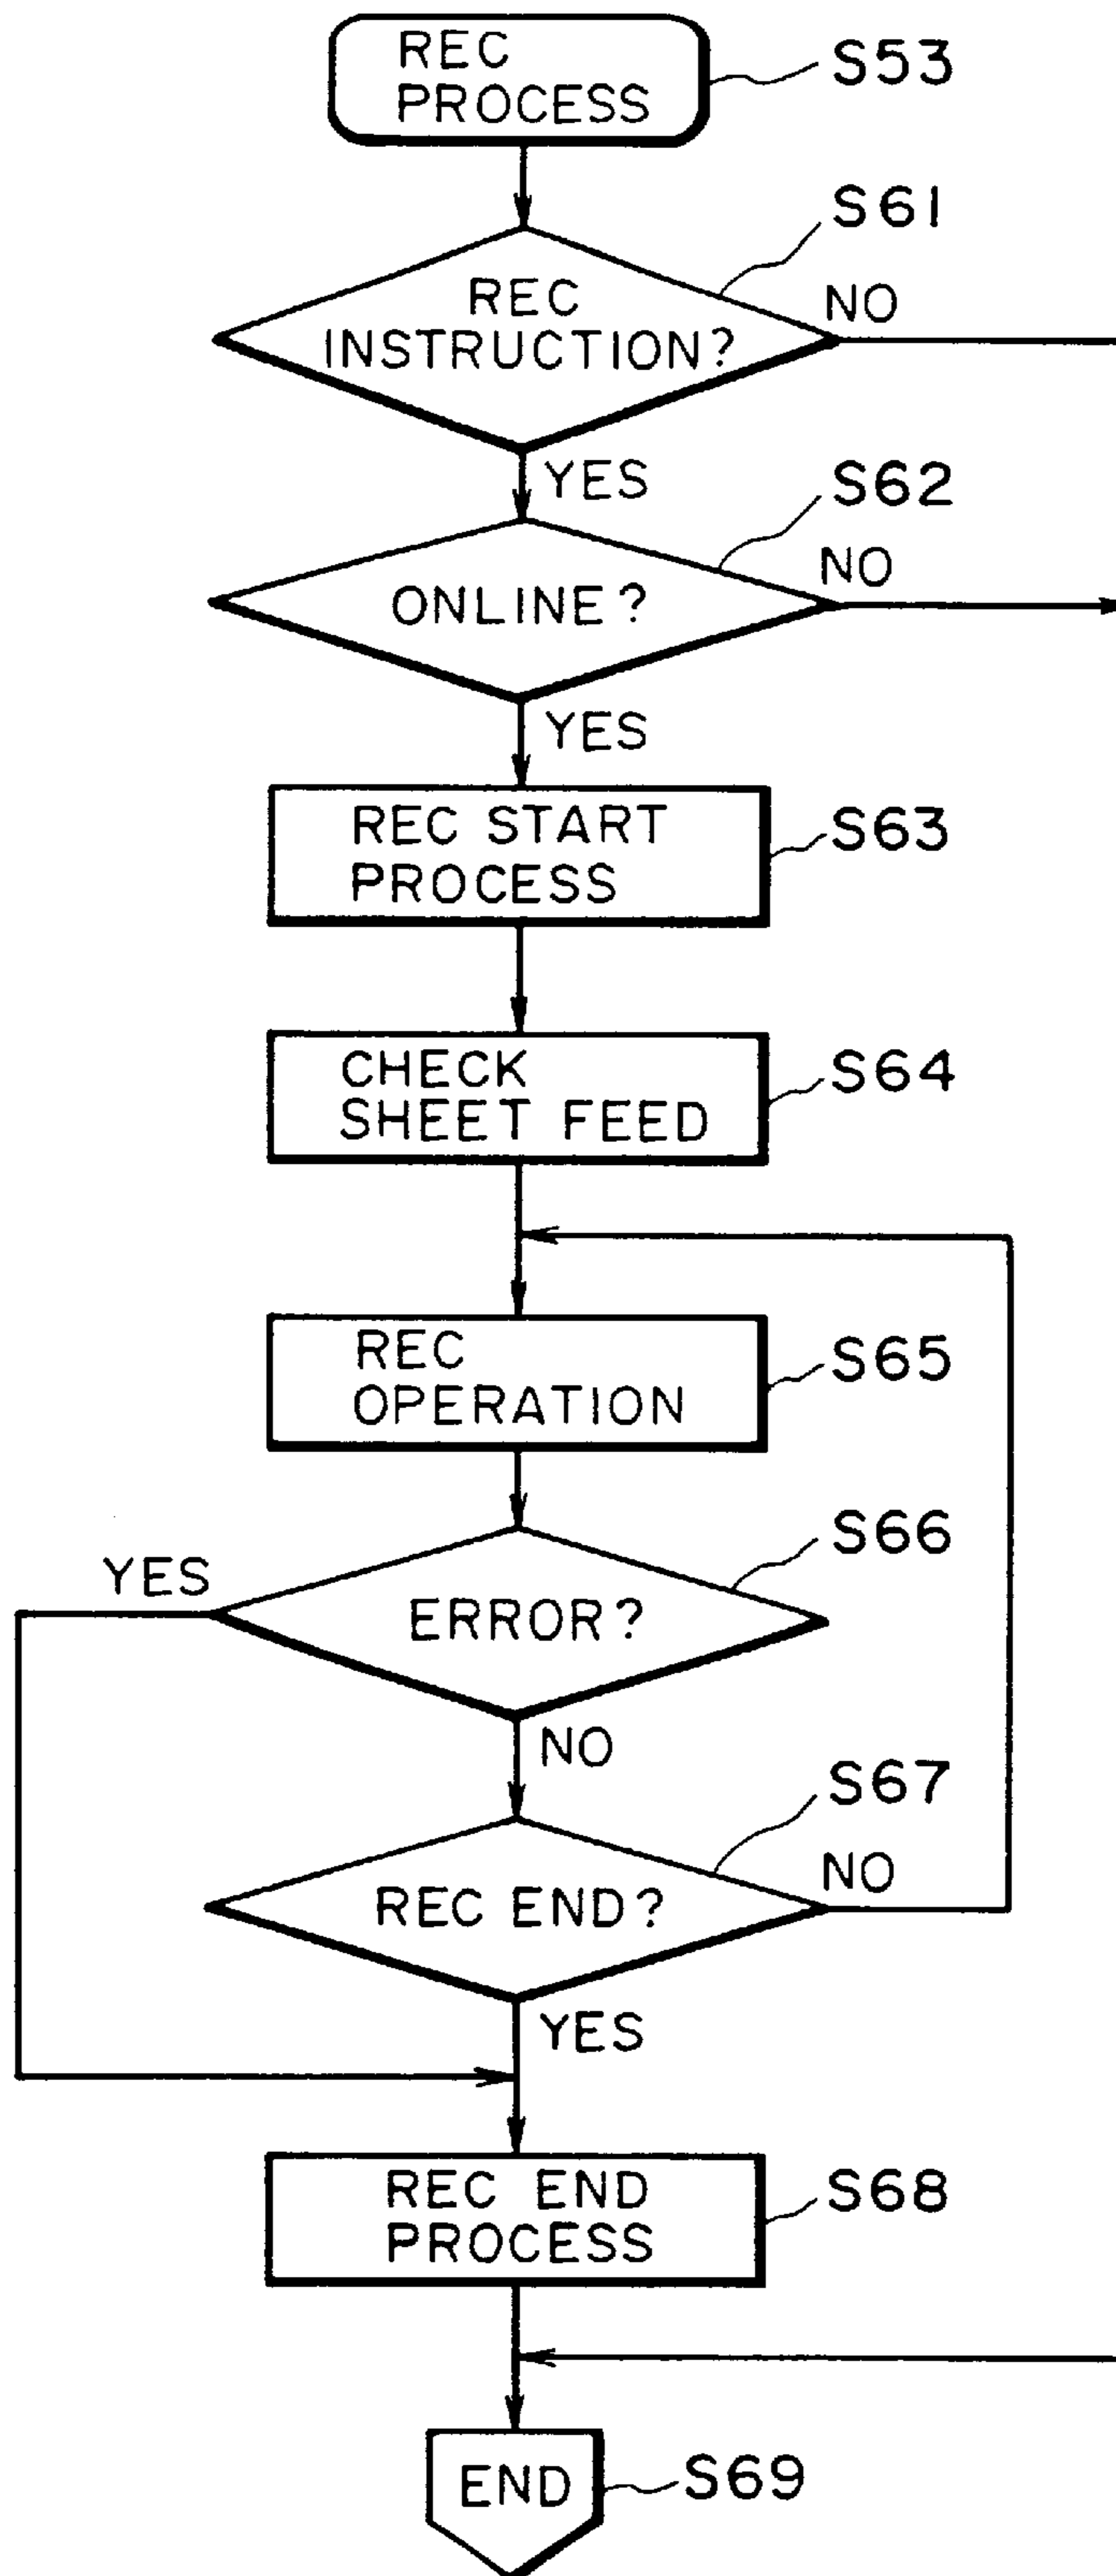 REC
PROCESS
S53
S61
REC
INSTRUCTION?
NO
YES
S62
ONLINE?
NO
YES
REC START
PROCESS
S63
CHECK
SHEET FEED
S64
REC
OPERATION
S65
S66
YES
ERROR?
NO
S67
REC END?
NO
YES
REC END
PROCESS
S68
END
S69